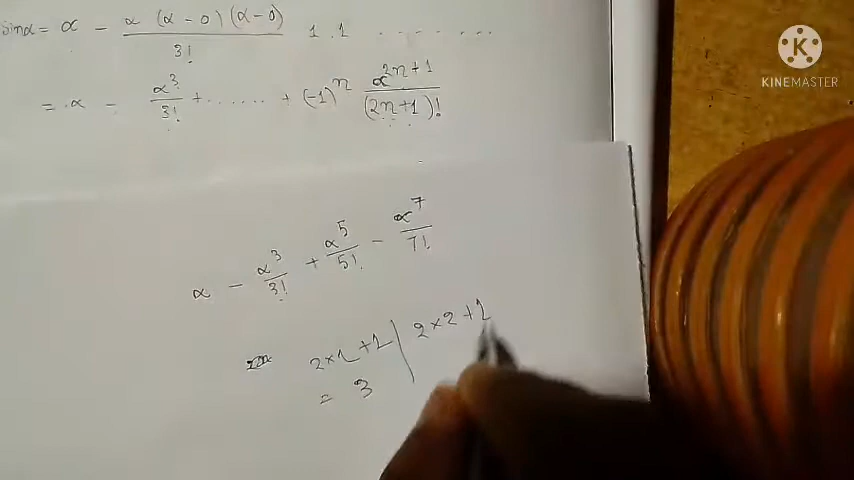 Sinα = α - α (α-0) (α-0) / 3! 1 . 1 ..........
= α - α³/3! + ...... + (-1)ⁿ α²ⁿ⁺¹/(2n+1)!
α - α³/3! + α⁵/5! - α⁷/7!
2×1+1 | 2×2+1
= 3
K
KINEMASTER